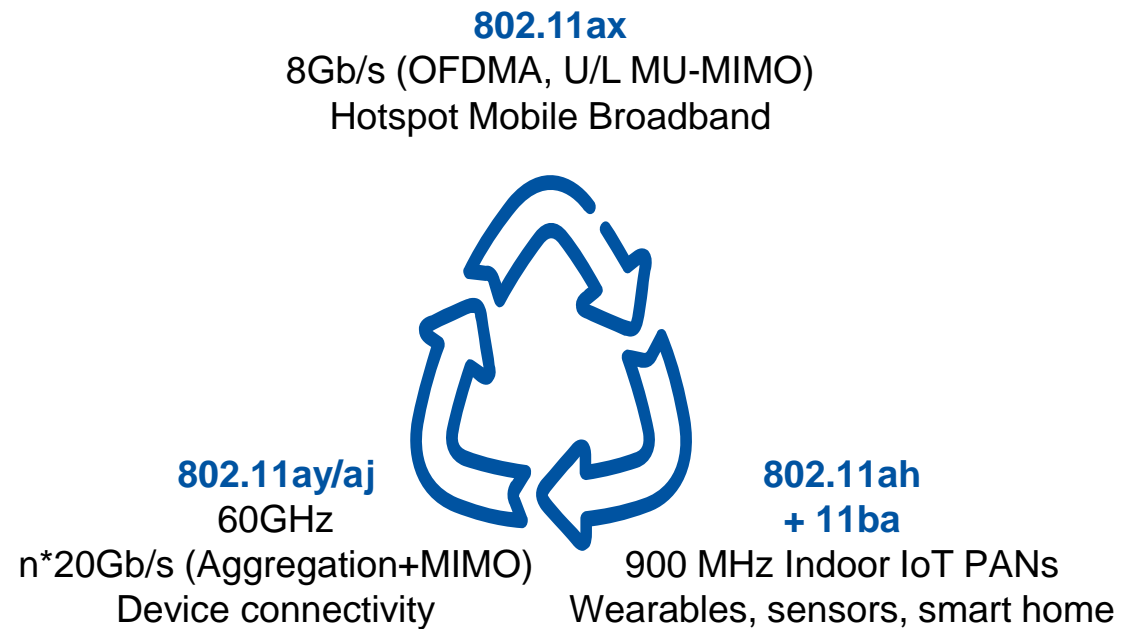 802.11ax
8Gb/s (OFDMA, U/L MU-MIMO)
Hotspot Mobile Broadband
802.11ay/aj
60GHz
n*20Gb/s (Aggregation+MIMO)
Device connectivity
802.11ah
+ 11ba
900 MHz Indoor IoT PANs
Wearables, sensors, smart home